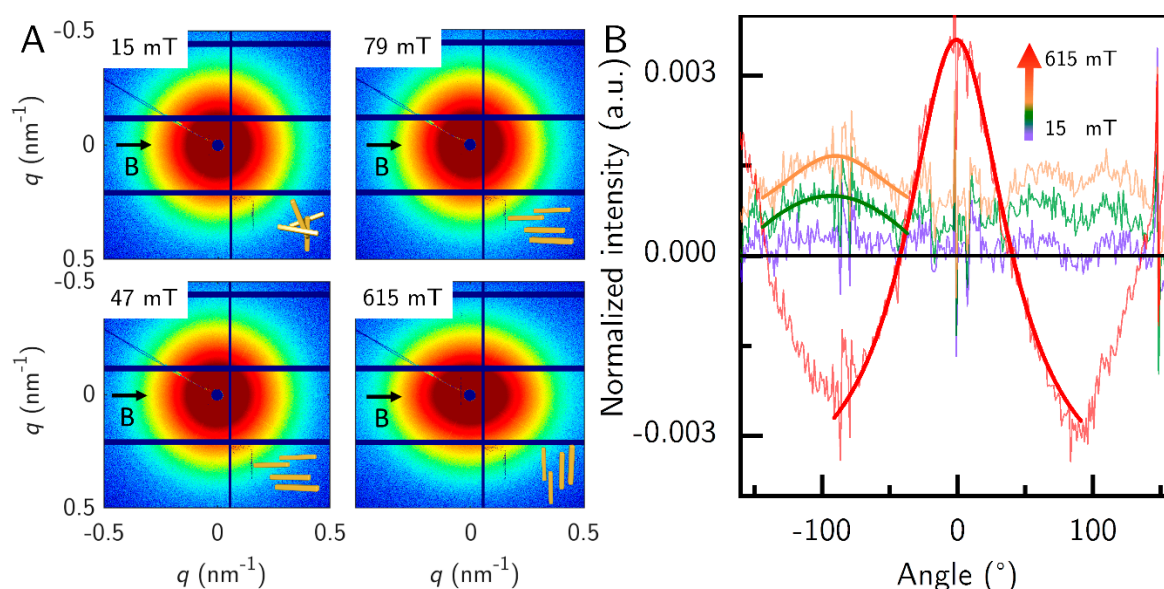 A
-0.5
15 mT
79 mT
q (nm⁻¹)
0
B
B
0.5
-0.5
47 mT
615 mT
q (nm⁻¹)
0
B
B
0.5
-0.5
0
0.5
0
0.5
q (nm⁻¹)
q (nm⁻¹)
B
Normalized intensity (a.u.)
0.003
0.000
-0.003
615 mT
15 mT
-100
0
100
Angle (°)